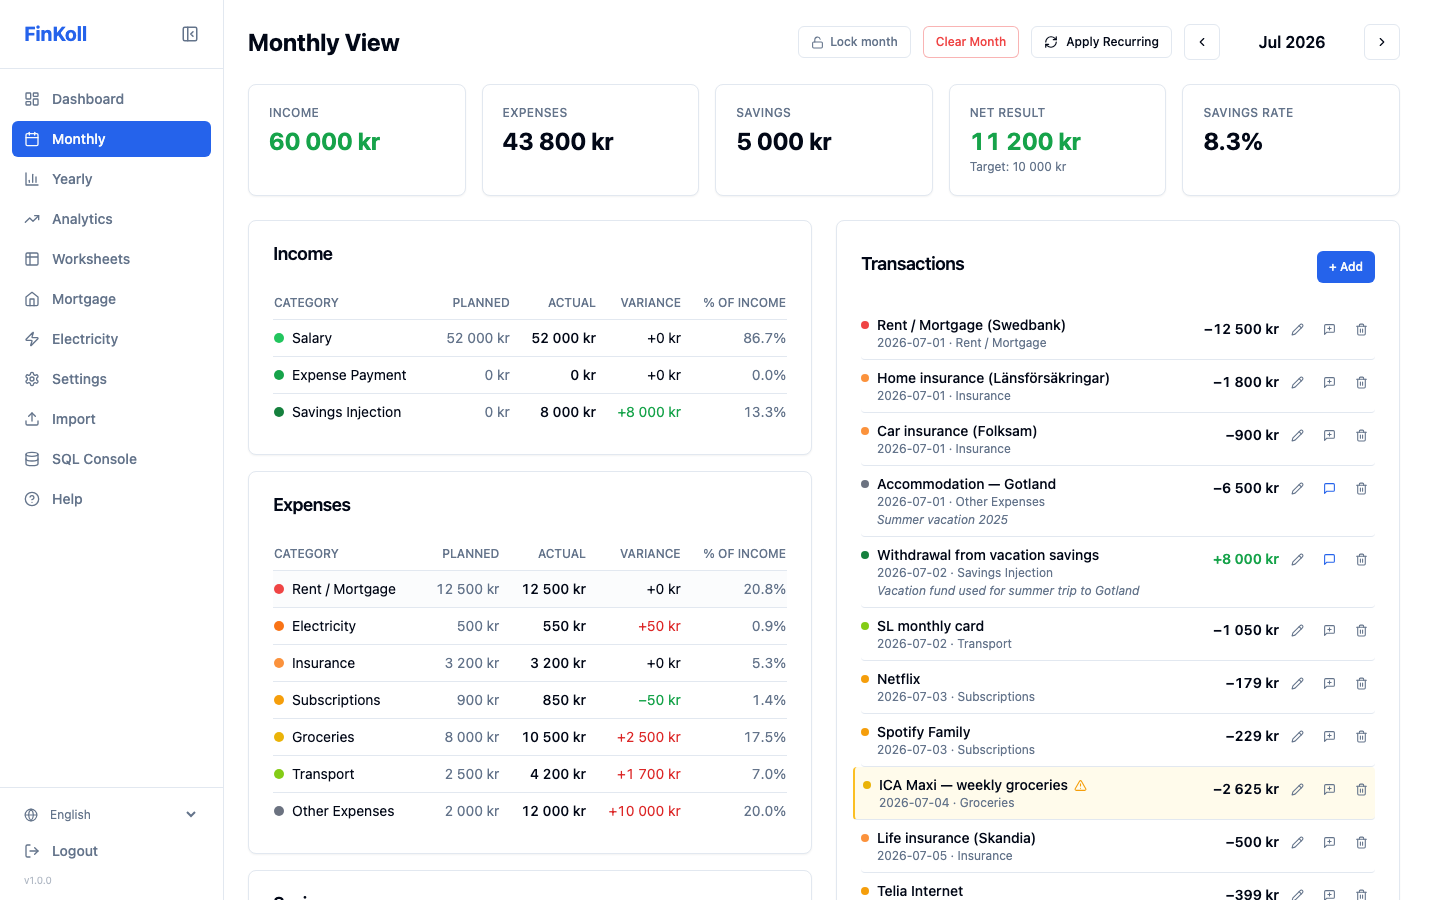 FinKoll
Dashboard
Monthly
Yearly
Analytics
Worksheets
Mortgage
Electricity
Settings
Import
SQL Console
Help
English
Logout
v1.0.0
Monthly View
Lock month
Clear Month
Apply Recurring
Jul 2026
INCOME
60 000 kr
EXPENSES
43 800 kr
SAVINGS
5 000 kr
NET RESULT
11 200 kr
Target: 10 000 kr
SAVINGS RATE
8.3%
Income
CATEGORY PLANNED ACTUAL VARIANCE % OF INCOME
Salary 52 000 kr 52 000 kr +0 kr 86.7%
Expense Payment 0 kr 0 kr +0 kr 0.0%
Savings Injection 0 kr 8 000 kr +8 000 kr 13.3%
Expenses
CATEGORY PLANNED ACTUAL VARIANCE % OF INCOME
Rent / Mortgage 12 500 kr 12 500 kr +0 kr 20.8%
Electricity 500 kr 550 kr +50 kr 0.9%
Insurance 3 200 kr 3 200 kr +0 kr 5.3%
Subscriptions 900 kr 850 kr −50 kr 1.4%
Groceries 8 000 kr 10 500 kr +2 500 kr 17.5%
Transport 2 500 kr 4 200 kr +1 700 kr 7.0%
Other Expenses 2 000 kr 12 000 kr +10 000 kr 20.0%
Transactions
+ Add
Rent / Mortgage (Swedbank) −12 500 kr
2026-07-01 · Rent / Mortgage
Home insurance (Länsförsäkringar) −1 800 kr
2026-07-01 · Insurance
Car insurance (Folksam) −900 kr
2026-07-01 · Insurance
Accommodation — Gotland −6 500 kr
2026-07-01 · Other Expenses
Summer vacation 2025
Withdrawal from vacation savings +8 000 kr
2026-07-02 · Savings Injection
Vacation fund used for summer trip to Gotland
SL monthly card −1 050 kr
2026-07-02 · Transport
Netflix −179 kr
2026-07-03 · Subscriptions
Spotify Family −229 kr
2026-07-03 · Subscriptions
ICA Maxi — weekly groceries −2 625 kr
2026-07-04 · Groceries
Life insurance (Skandia) −500 kr
2026-07-05 · Insurance
Telia Internet −399 kr